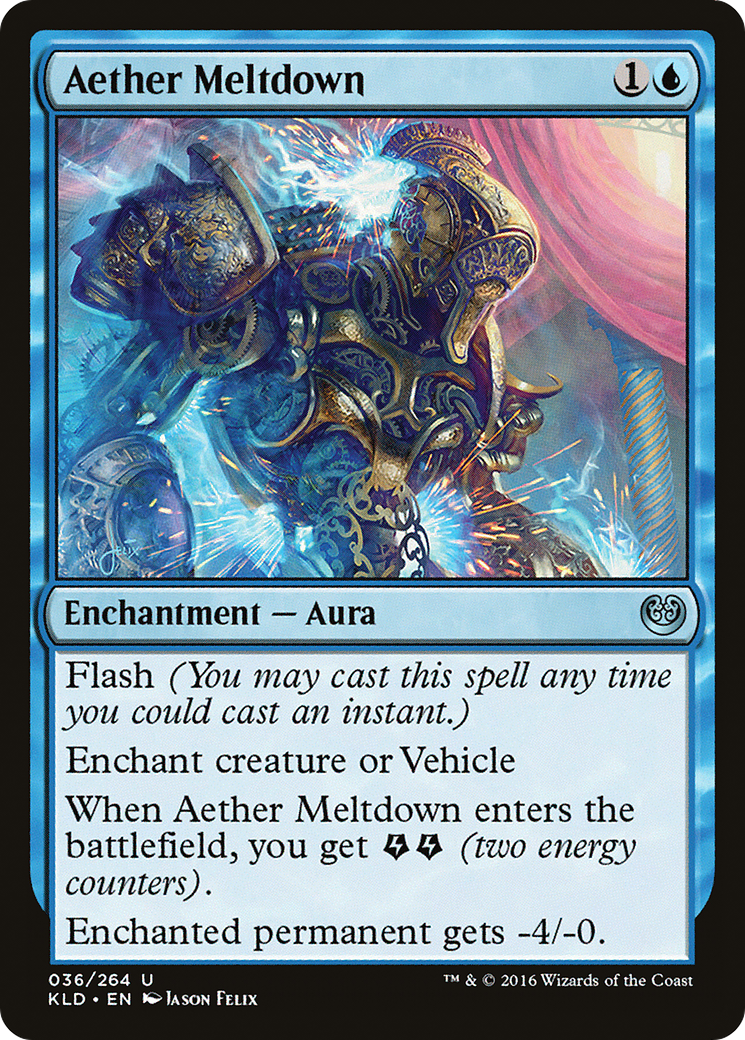 Aether Meltdown
1
Enchantment — Aura
Flash (You may cast this spell any time
you could cast an instant.)
Enchant creature or Vehicle
When Aether Meltdown enters the
battlefield, you get (two energy
counters).
Enchanted permanent gets -4/-0.
036/264 U
KLD • EN Jason Felix
™ & © 2016 Wizards of the Coast
Felix